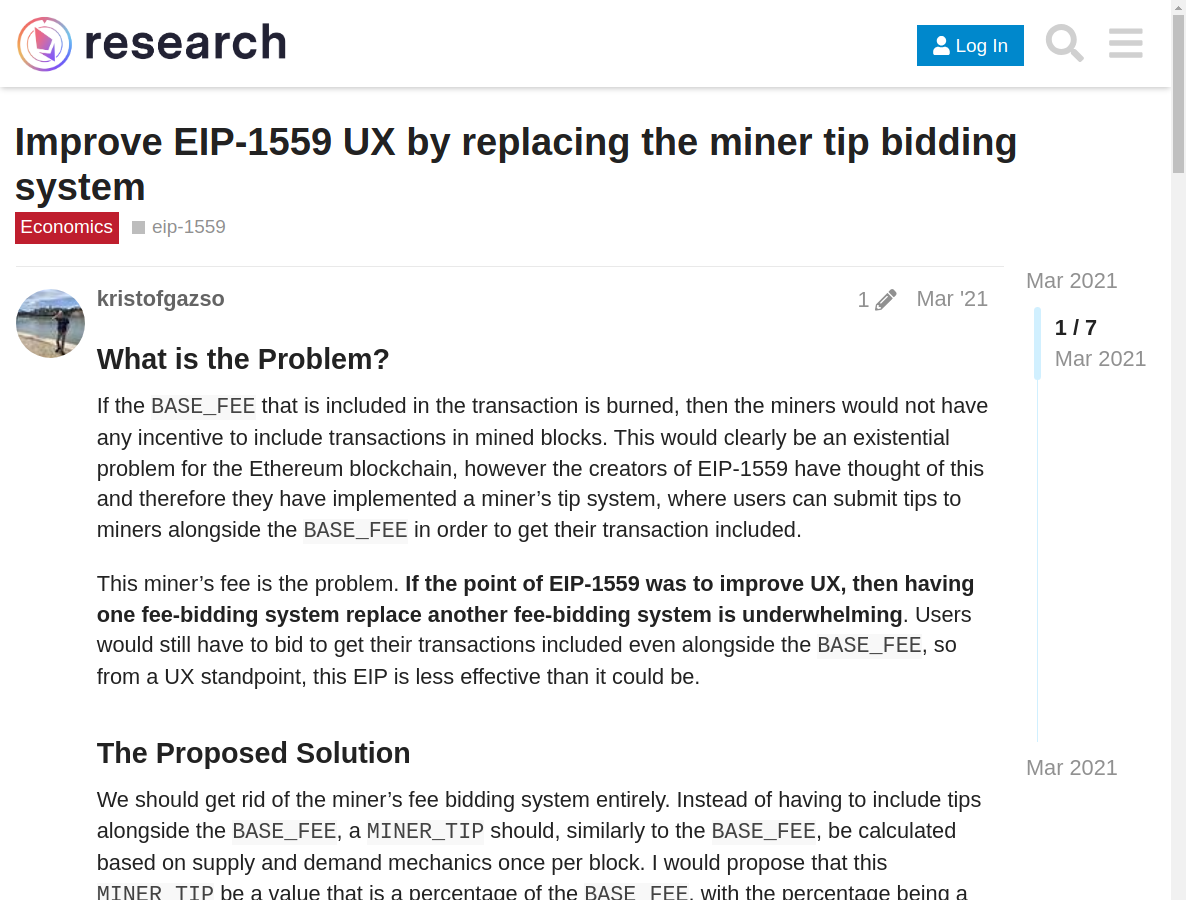 research
Log In
Improve EIP-1559 UX by replacing the miner tip bidding
system
Economics
eip-1559
kristofgazso
1
Mar '21
What is the Problem?
If the BASE_FEE that is included in the transaction is burned, then the miners would not have
any incentive to include transactions in mined blocks. This would clearly be an existential
problem for the Ethereum blockchain, however the creators of EIP-1559 have thought of this
and therefore they have implemented a miner’s tip system, where users can submit tips to
miners alongside the BASE_FEE in order to get their transaction included.
This miner’s fee is the problem. If the point of EIP-1559 was to improve UX, then having
one fee-bidding system replace another fee-bidding system is underwhelming. Users
would still have to bid to get their transactions included even alongside the BASE_FEE, so
from a UX standpoint, this EIP is less effective than it could be.
The Proposed Solution
We should get rid of the miner’s fee bidding system entirely. Instead of having to include tips
alongside the BASE_FEE, a MINER_TIP should, similarly to the BASE_FEE, be calculated
based on supply and demand mechanics once per block. I would propose that this
MINER_TIP be a value that is a percentage of the BASE_FEE, with the percentage being a
Mar 2021
1 / 7
Mar 2021
Mar 2021